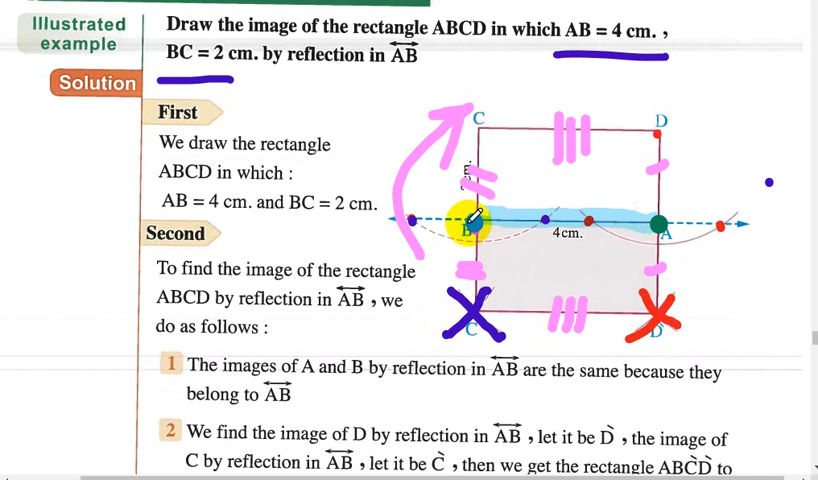 Illustrated
example
Draw the image of the rectangle ABCD in which AB = 4 cm. ,
BC = 2 cm. by reflection in AB
Solution
First
We draw the rectangle
ABCD in which :
AB = 4 cm. and BC = 2 cm.
C
D
B
4cm.
A
C̀
D̀
Second
To find the image of the rectangle
ABCD by reflection in AB , we
do as follows :
1 The images of A and B by reflection in AB are the same because they
belong to AB
2 We find the image of D by reflection in AB , let it be D̀ , the image of
C by reflection in AB , let it be C̀ , then we get the rectangle ABC̀D̀ to